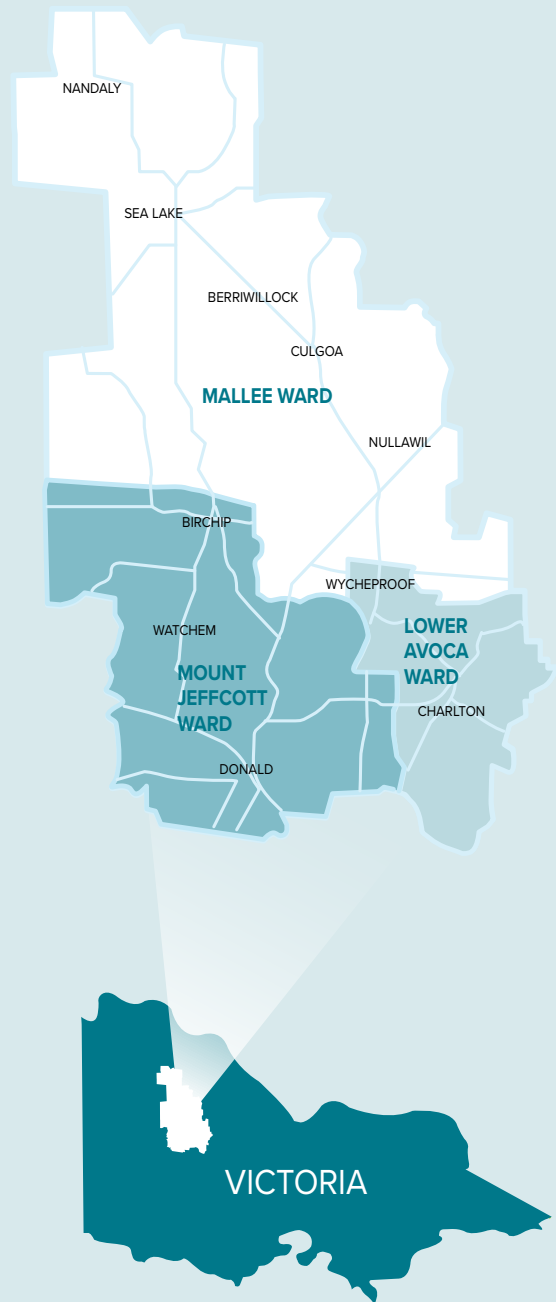 NANDALY
SEA LAKE
BERRIWILLOCK
CULGOA
MALLEE WARD
NULLAWIL
BIRCHIP
WYCHEPROOF
WATCHEM
LOWER
AVOCA
WARD
MOUNT
JEFFCOTT
WARD
CHARLTON
DONALD
VICTORIA